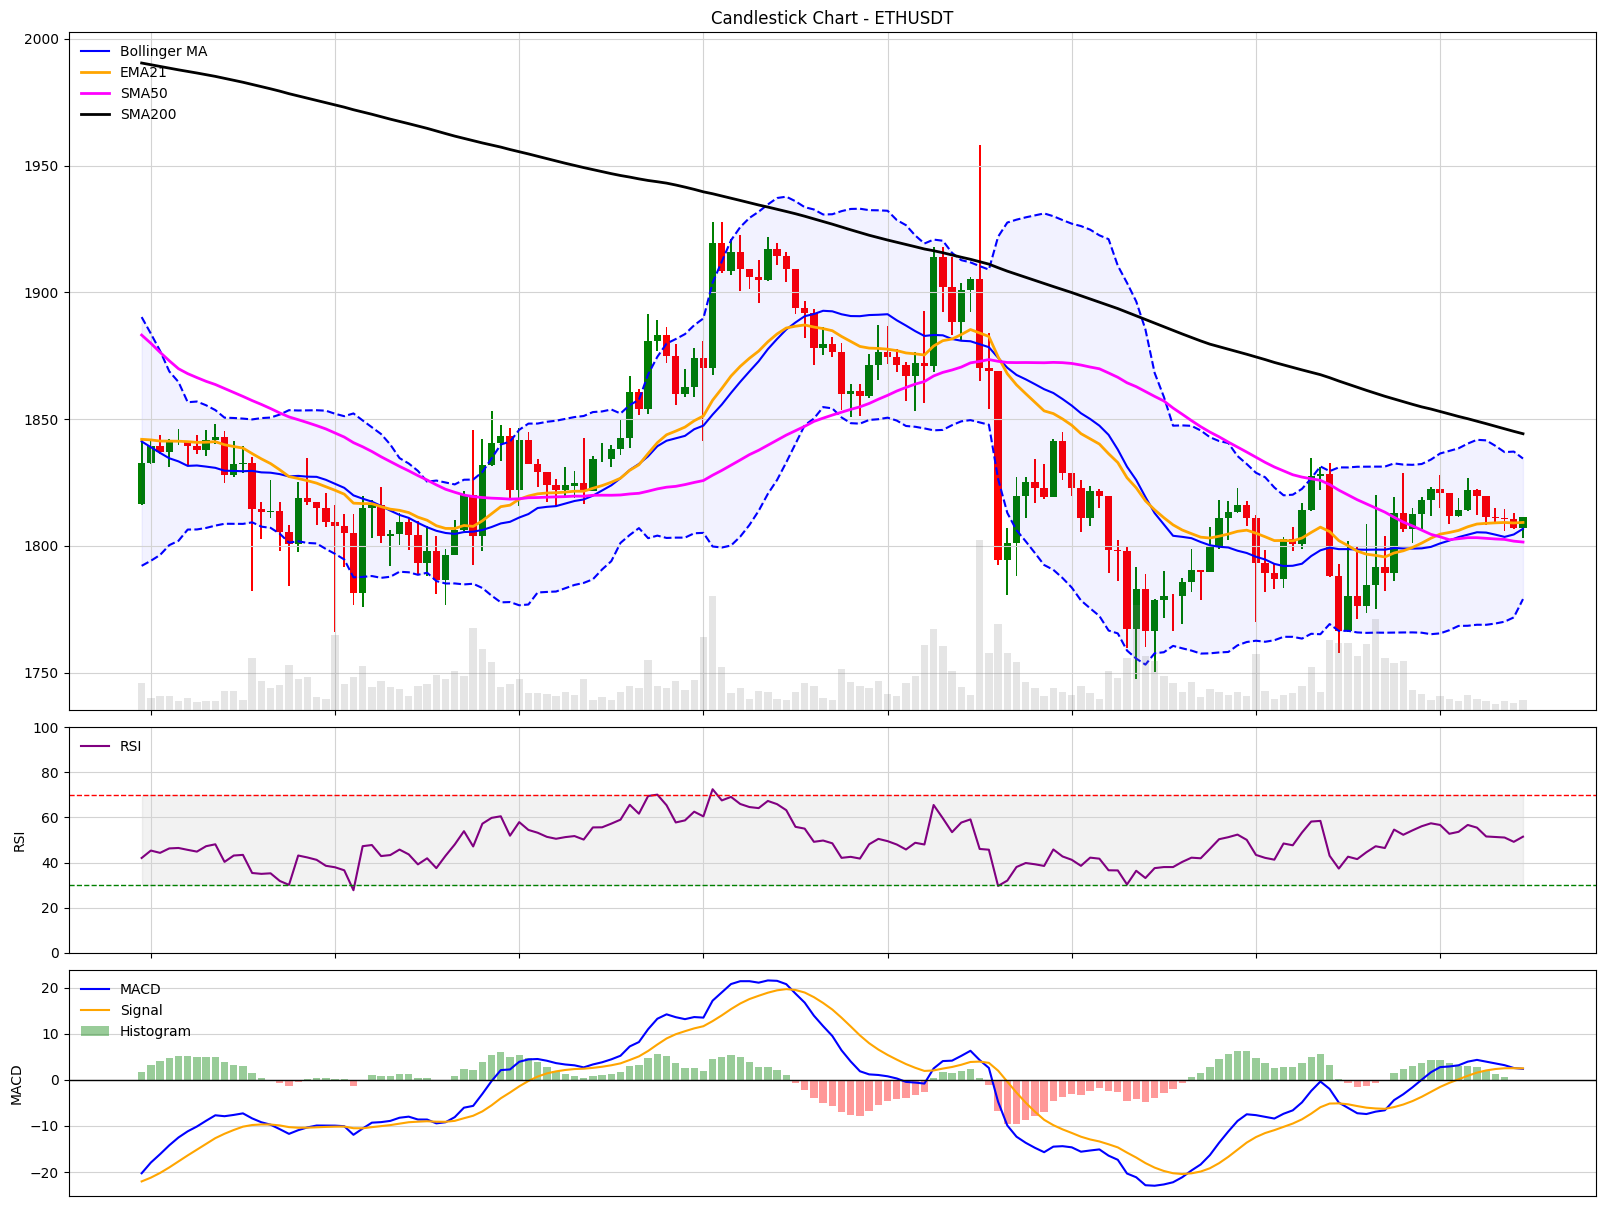 Candlestick Chart - ETHUSDT
2000
1950
1900
1850
1800
1750
Bollinger MA
EMA21
SMA50
SMA200
100
80
60
40
20
0
RSI
RSI
20
10
0
−10
−20
MACD
MACD
Signal
Histogram